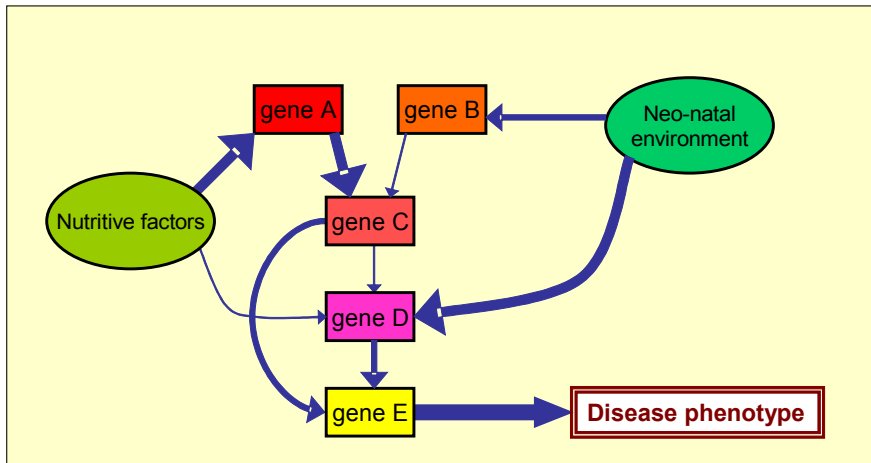 gene A
gene B
Neo-natal
environment
Nutritive factors
gene C
gene D
gene E
Disease phenotype